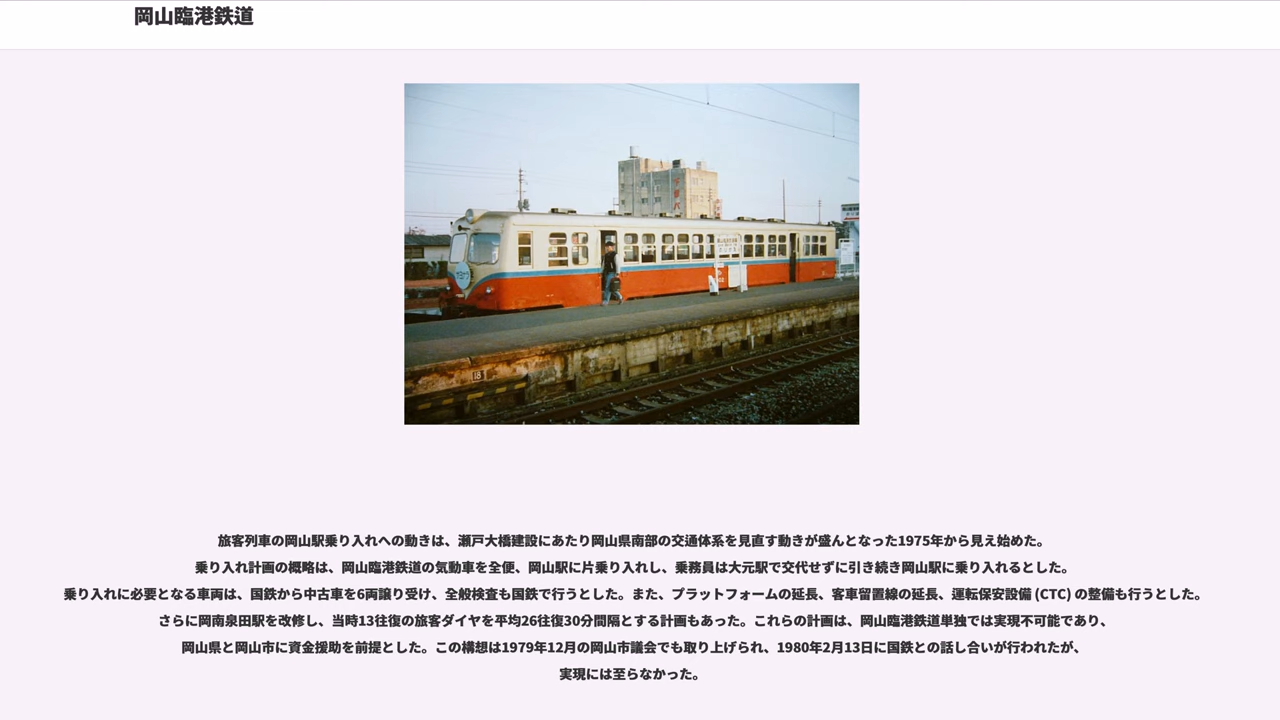 岡山臨港鉄道
18
旅客列車の岡山駅乗り入れへの動きは、瀬戸大橋建設にあたり岡山県南部の交通体系を見直す動きが盛んとなった1975年から見え始めた。
乗り入れ計画の概略は、岡山臨港鉄道の気動車を全便、岡山駅に片乗り入れし、乗務員は大元駅で交代せずに引き続き岡山駅に乗り入れるとした。
乗り入れに必要となる車両は、国鉄から中古車を6両譲り受け、全般検査も国鉄で行うとした。また、プラットフォームの延長、客車留置線の延長、運転保安設備 (CTC) の整備も行うとした。
さらに岡南泉田駅を改修し、当時13往復の旅客ダイヤを平均26往復30分間隔とする計画もあった。これらの計画は、岡山臨港鉄道単独では実現不可能であり、
岡山県と岡山市に資金援助を前提とした。この構想は1979年12月の岡山市議会でも取り上げられ、1980年2月13日に国鉄との話し合いが行われたが、
実現には至らなかった。